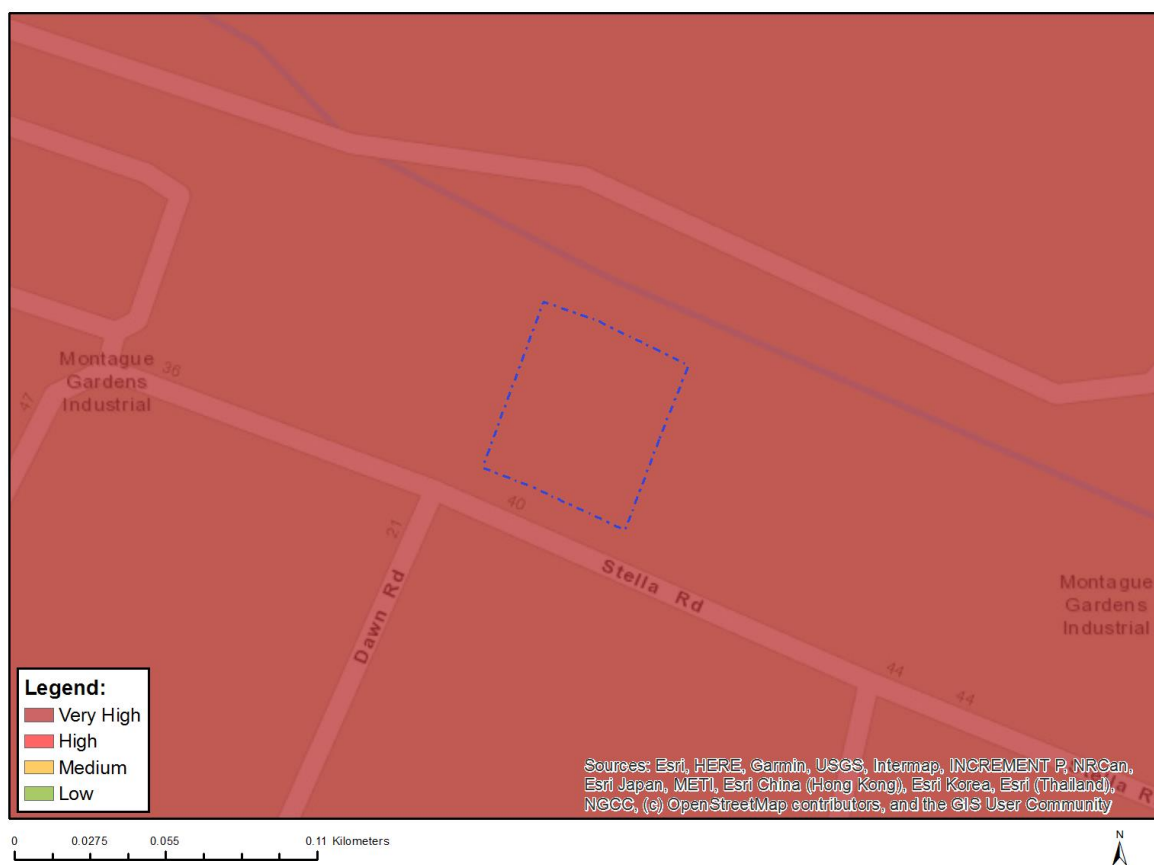 Montague
Gardens
Industrial
36
47
40
21
Dawn Rd
Stella Rd
Montague
Gardens
Industrial
44
44
Stella R
Legend:
Very High
High
Medium
Low
Sources: Esri, HERE, Garmin, USGS, Intermap, INCREMENT P, NRCan,
Esri Japan, METI, Esri China (Hong Kong), Esri Korea, Esri (Thailand),
NGCC, (c) OpenStreetMap contributors, and the GIS User Community
0 0.0275 0.055 0.11 Kilometers
N